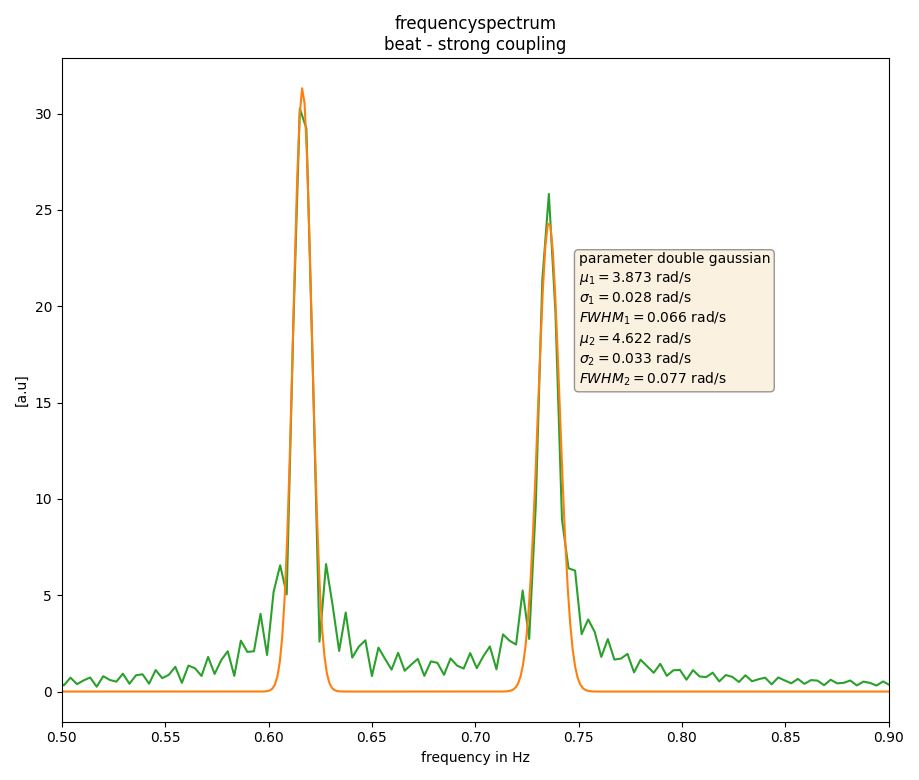 frequencyspectrum
beat - strong coupling
[a.u]
30
25
20
15
10
5
0
parameter double gaussian
μ₁ = 3.873 rad/s
σ₁ = 0.028 rad/s
FWHM₁ = 0.066 rad/s
μ₂ = 4.622 rad/s
σ₂ = 0.033 rad/s
FWHM₂ = 0.077 rad/s
0.50 0.55 0.60 0.65 0.70 0.75 0.80 0.85 0.90
frequency in Hz